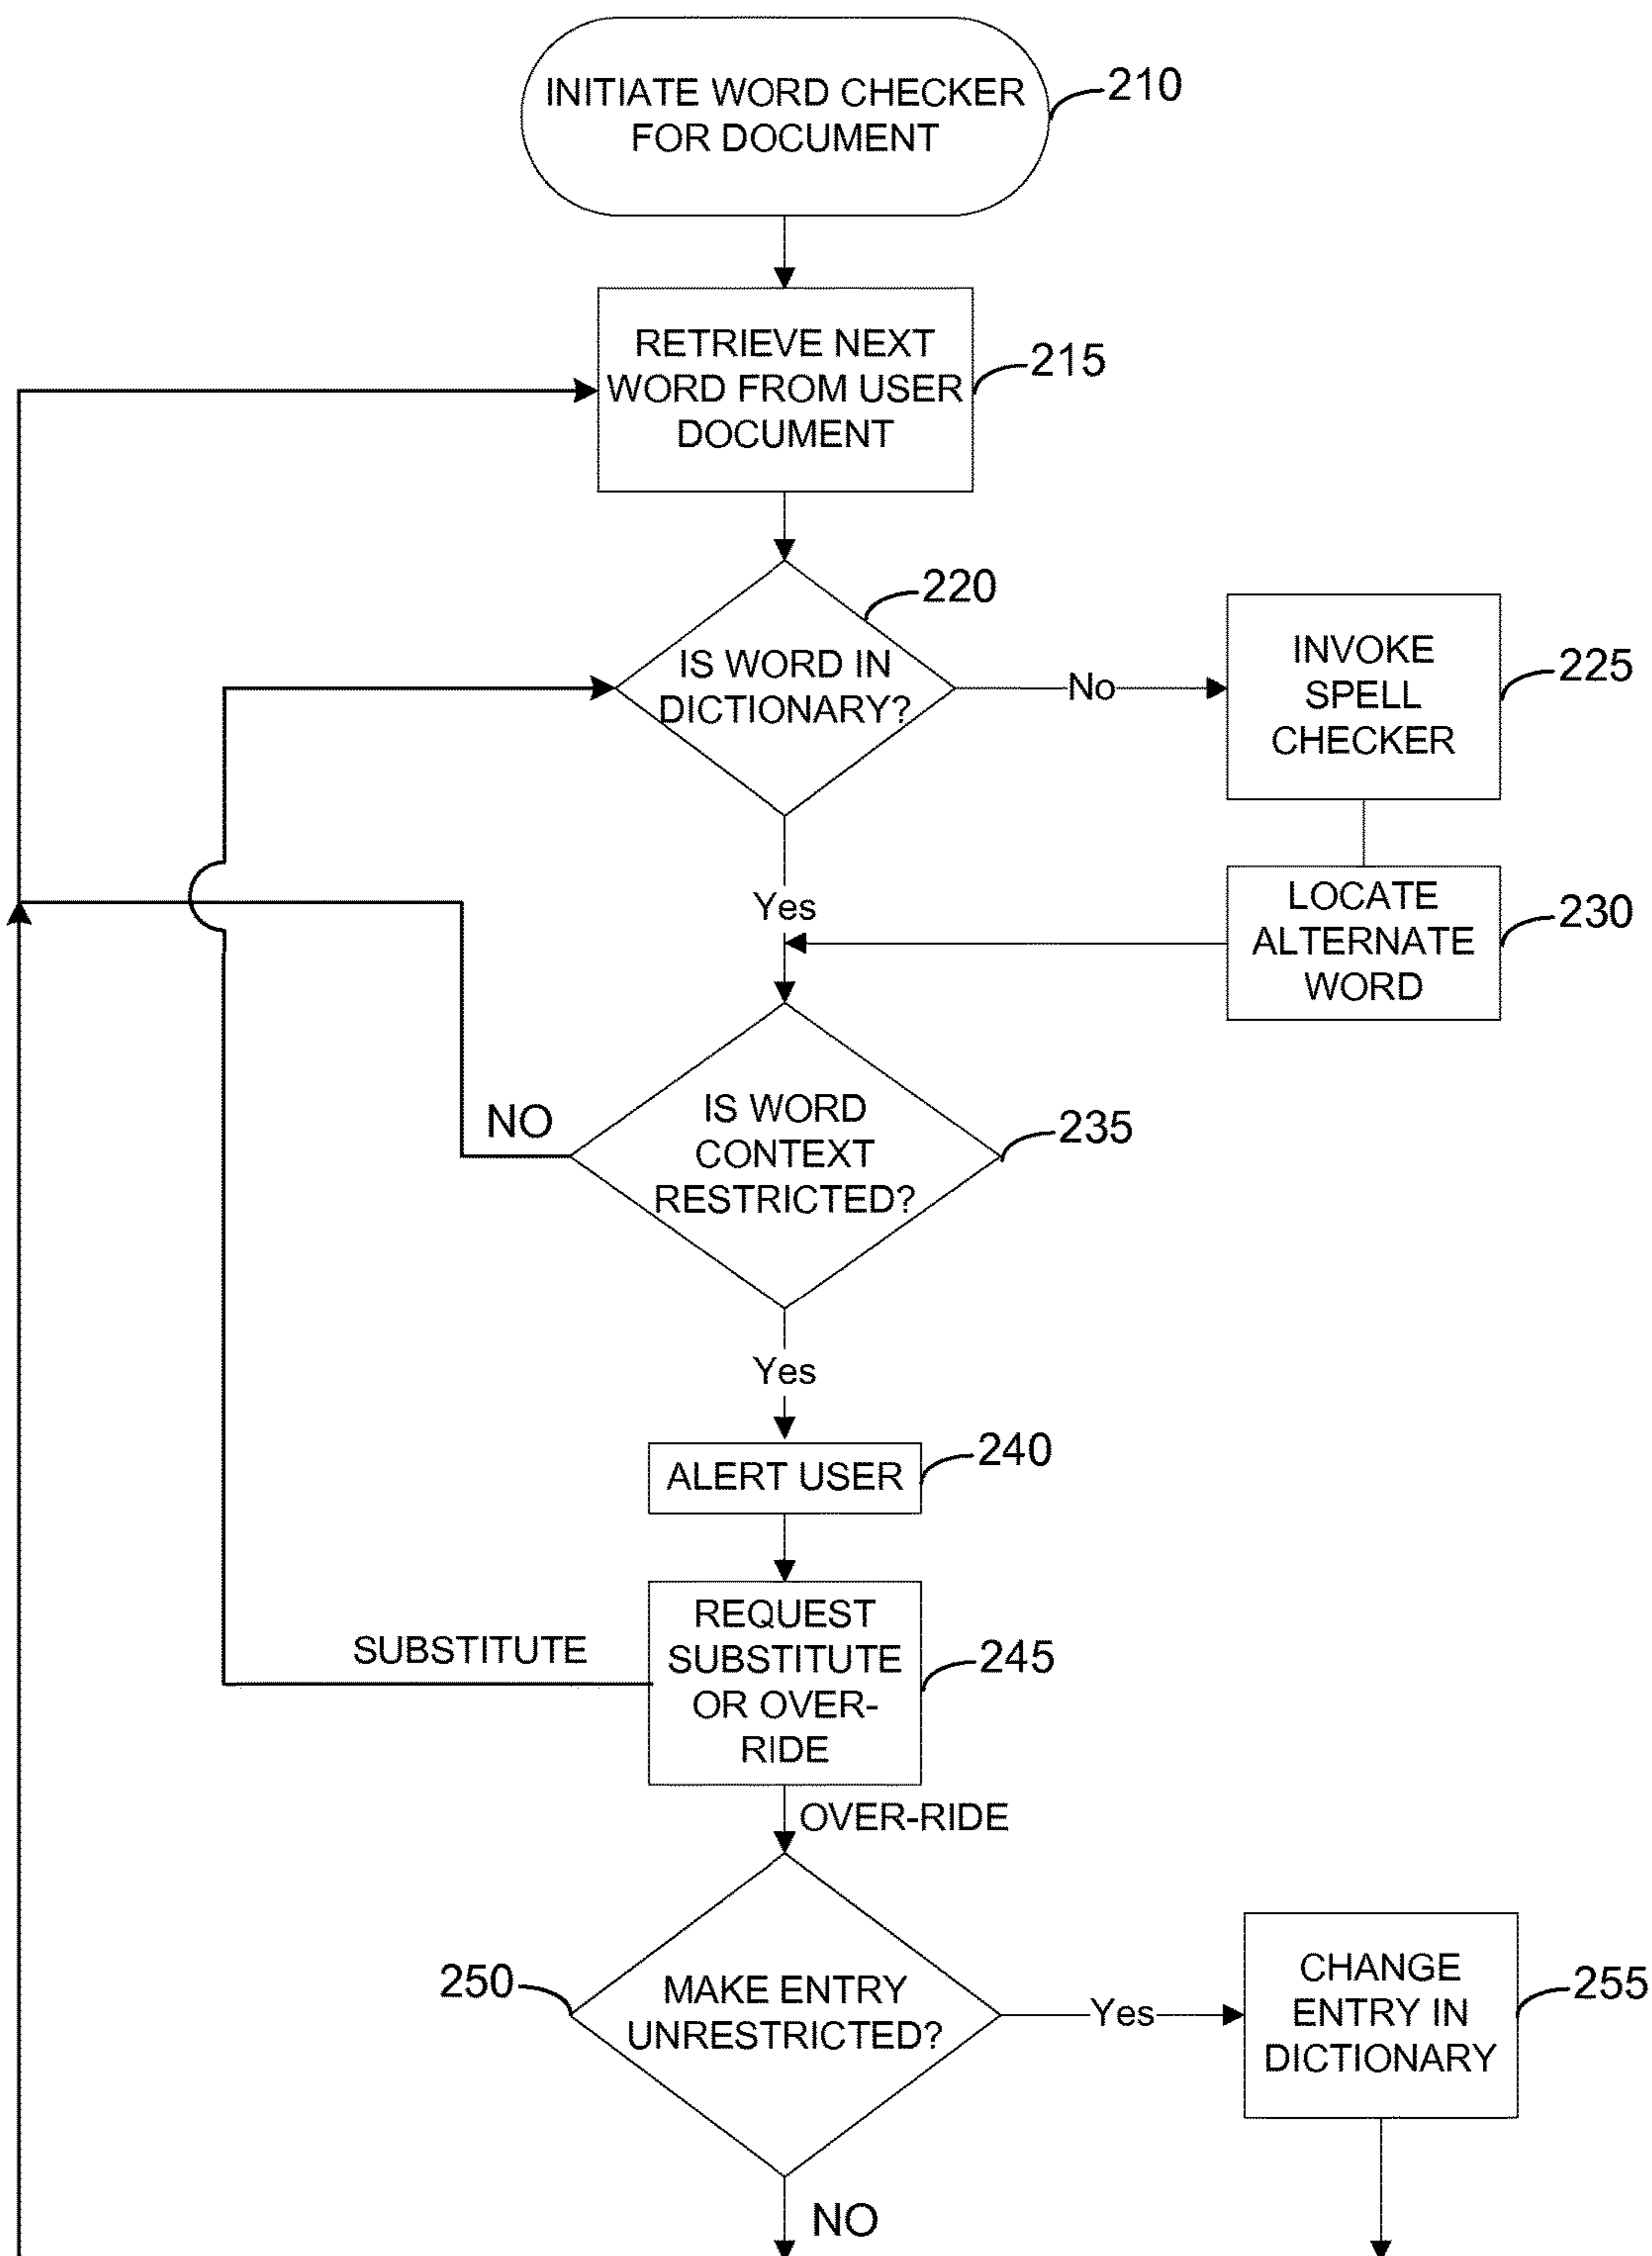 INITIATE WORD CHECKER
FOR DOCUMENT
210
RETRIEVE NEXT
WORD FROM USER
DOCUMENT
215
220
IS WORD IN
DICTIONARY?
No
INVOKE
SPELL
CHECKER
225
Yes
LOCATE
ALTERNATE
WORD
230
IS WORD
CONTEXT
RESTRICTED?
235
NO
Yes
ALERT USER
240
REQUEST
SUBSTITUTE
OR OVER-
RIDE
245
SUBSTITUTE
OVER-RIDE
250
MAKE ENTRY
UNRESTRICTED?
Yes
CHANGE
ENTRY IN
DICTIONARY
255
NO